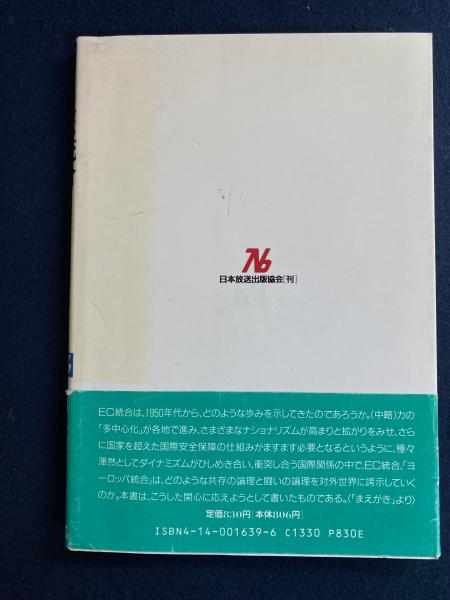 日本放送出版協会[刊]
EC統合は、1950年代から、どのような歩みを示してきたのであろうか。(中略)力の
「多中心化」が各地で進み、さまざまなナショナリズムが高まりと拡がりをみせ、さら
に国家を超えた国際安全保障の仕組みがますます必要となるというように、種々
渾然としてダイナミズムがひしめき合い、衝突し合う国際関係の中で、EC統合、「ヨ
ーロッパ統合」は、どのような共存の論理と闘いの論理を対外世界に誇示していく
のか。本書は、こうした関心に応えようとして書いたものである。(「まえがき」より)
定価830円[本体806円]
ISBN4-14-001639-6 C1330 P830E